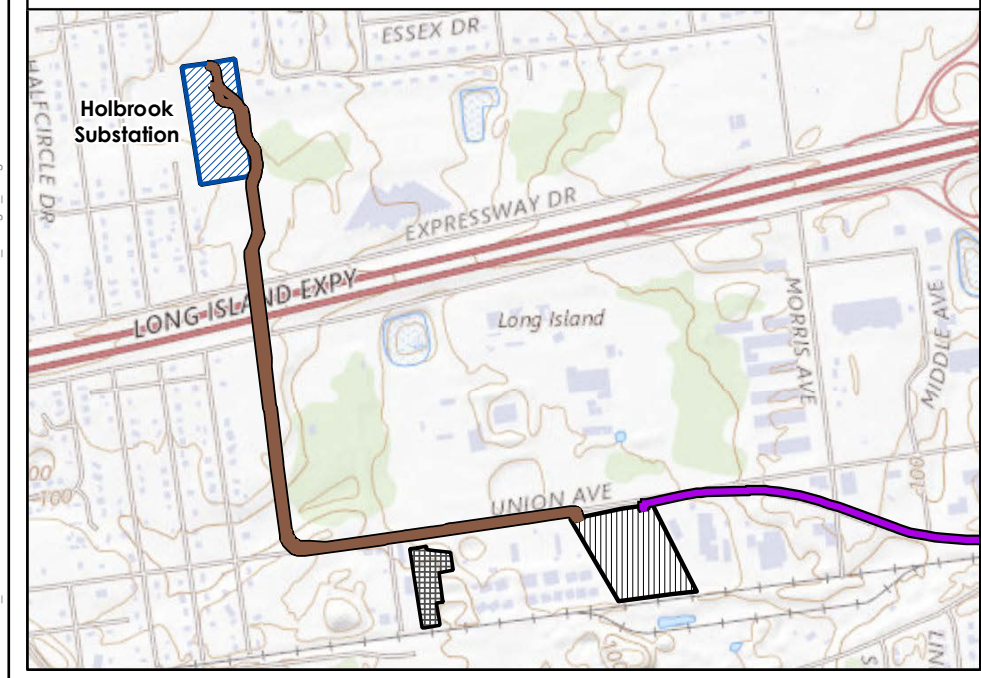 ESSEX DR
HALFCIRCLE DR
Holbrook
Substation
EXPRESSWAY DR
LONG ISLAND EXPY
Long Island
MORRIS AVE
MIDDLE AVE
UNION AVE
100
100
100